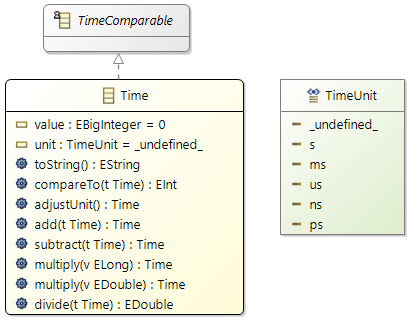 TimeComparable
Time
value : EBigInteger = 0
unit : TimeUnit = _undefined_
toString() : EString
compareTo(t Time) : EInt
adjustUnit() : Time
add(t Time) : Time
subtract(t Time) : Time
multiply(v ELong) : Time
multiply(v EDouble) : Time
divide(t Time) : EDouble
TimeUnit
_undefined_
s
ms
us
ns
ps